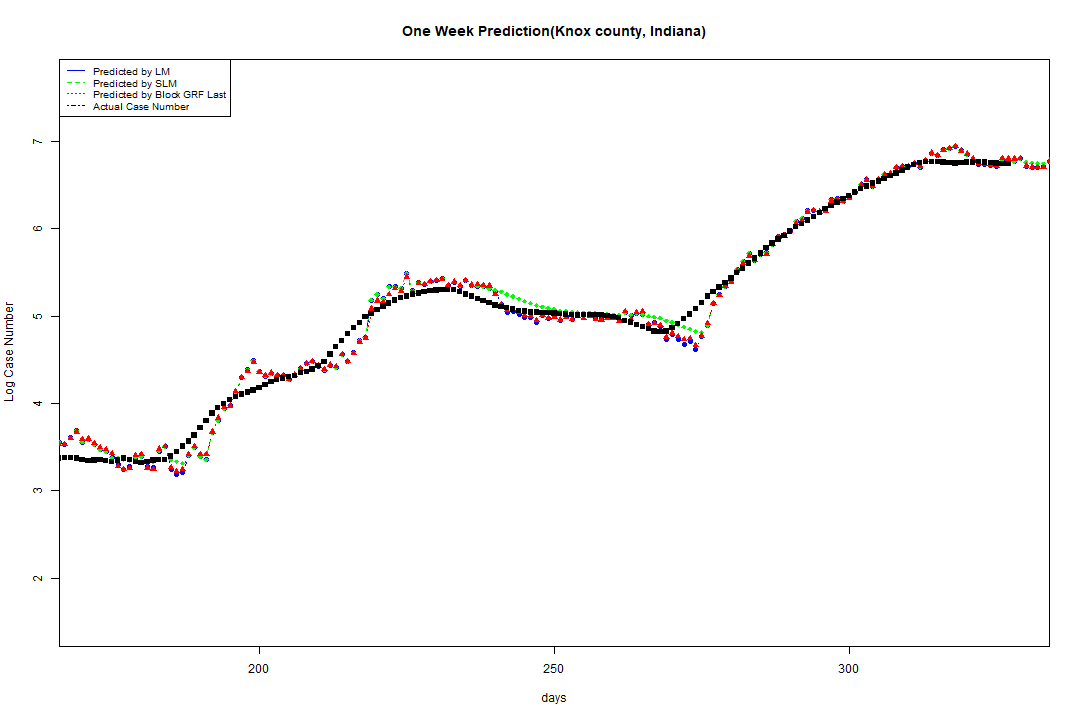 One Week Prediction(Knox county, Indiana)
Predicted by LM
Predicted by SLM
Predicted by Block GRF Last
Actual Case Number
7
6
5
4
3
2
Log Case Number
200 250 300
days